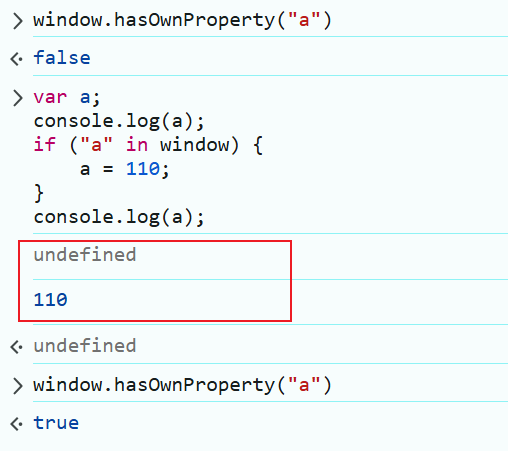 window.hasOwnProperty("a")
false
var a;
console.log(a);
if ("a" in window) {
    a = 110;
}
console.log(a);
undefined
110
undefined
window.hasOwnProperty("a")
true